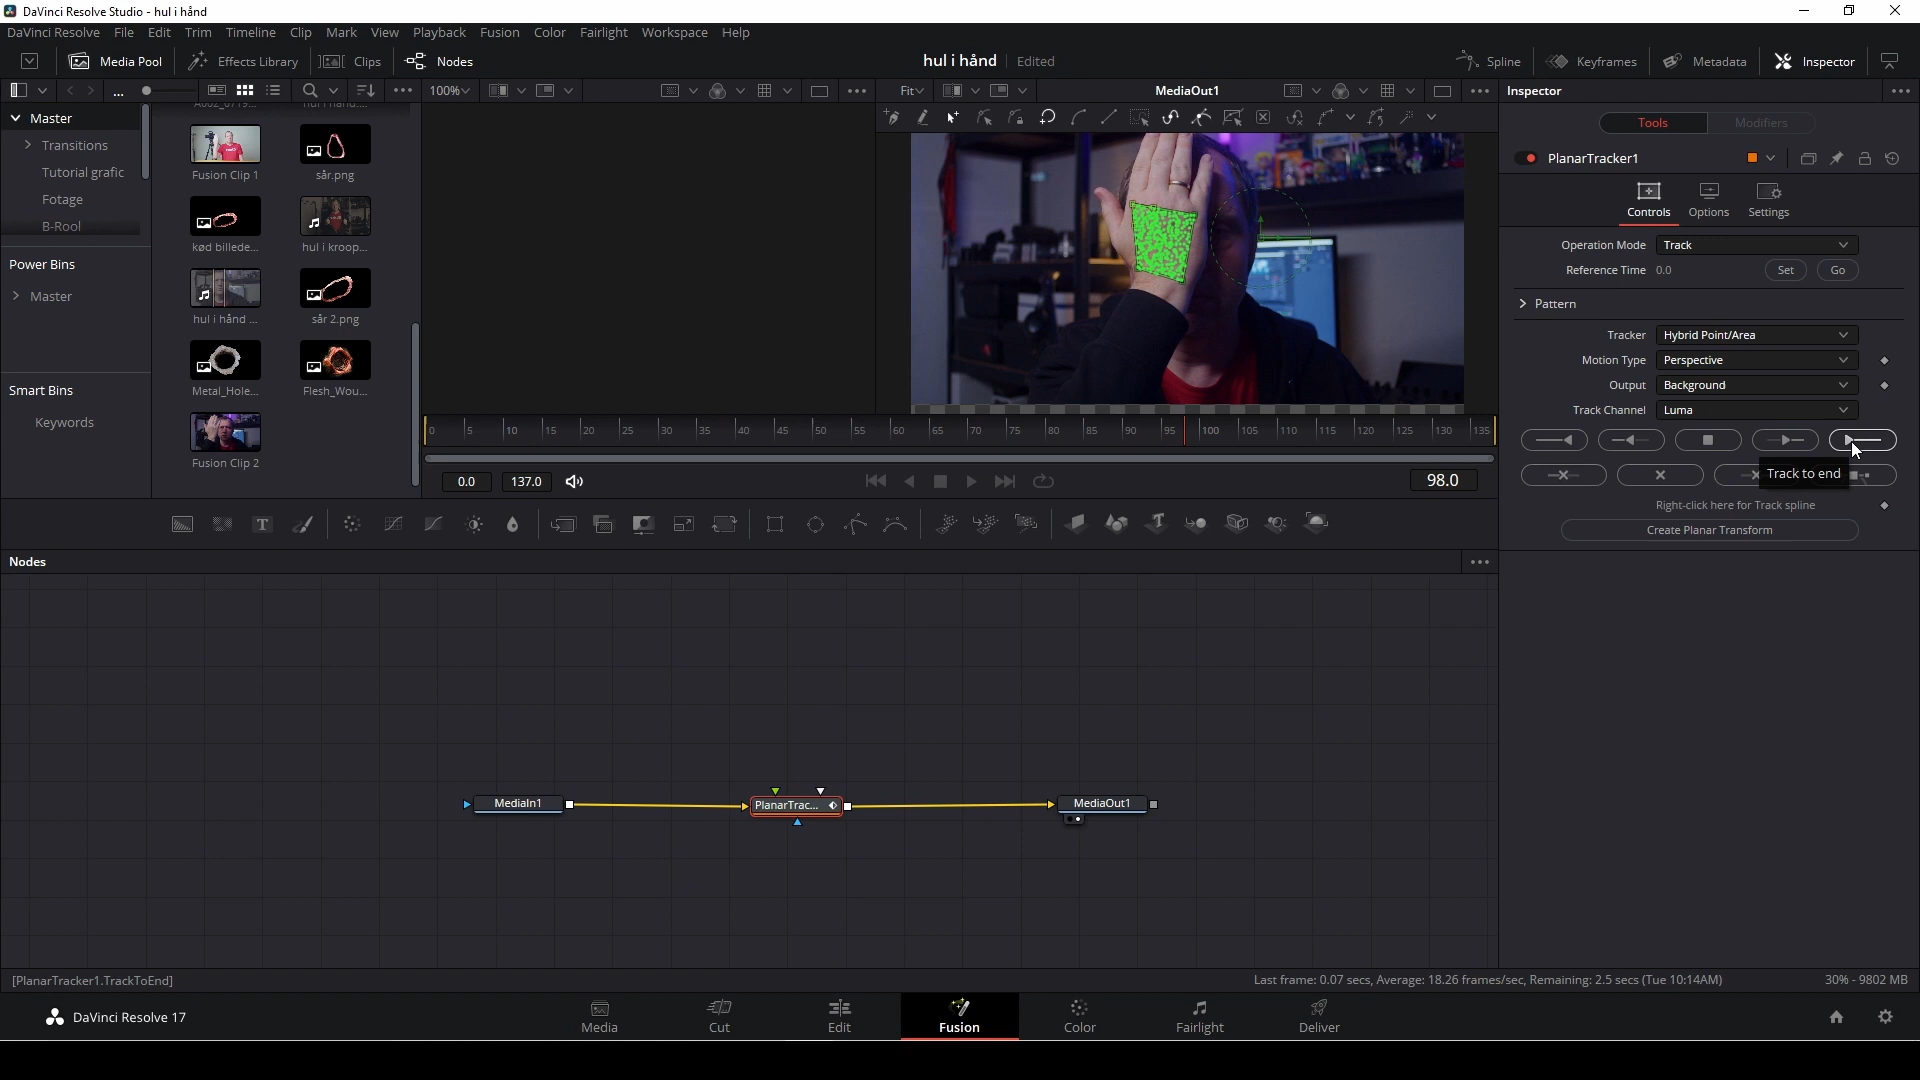 DaVinci Resolve Studio - hul i hånd
DaVinci Resolve File Edit Trim Timeline Clip Mark View Playback Fusion Color Fairlight Workspace Help
Media Pool Effects Library Clips Nodes hul i hånd Edited Spline Keyframes Metadata Inspector
100% Fit MediaOut1 Inspector
Master
Transitions
Tutorial grafic
Fotage
B-Rool
Power Bins
Master
Smart Bins
Keywords
Fusion Clip 1 sår.png
kød billede... hul i kroop...
hul i hånd ... sår 2.png
Metal_Hole... Flesh_Wou...
Fusion Clip 2
0 5 10 15 20 25 30 35 40 45 50 55 60 65 70 75 80 85 90 95 100 105 110 115 120 125 130 135
0.0 137.0 98.0
Tools Modifiers
PlanarTracker1
Controls Options Settings
Operation Mode Track
Reference Time 0.0 Set Go
Pattern
Tracker Hybrid Point/Area
Motion Type Perspective
Output Background
Track Channel Luma
Track to end
Right-click here for Track spline
Create Planar Transform
Nodes
MediaIn1 PlanarTrac... MediaOut1
[PlanarTracker1.TrackToEnd] Last frame: 0.07 secs, Average: 18.26 frames/sec, Remaining: 2.5 secs (Tue 10:14AM) 30% - 9802 MB
DaVinci Resolve 17 Media Cut Edit Fusion Color Fairlight Deliver